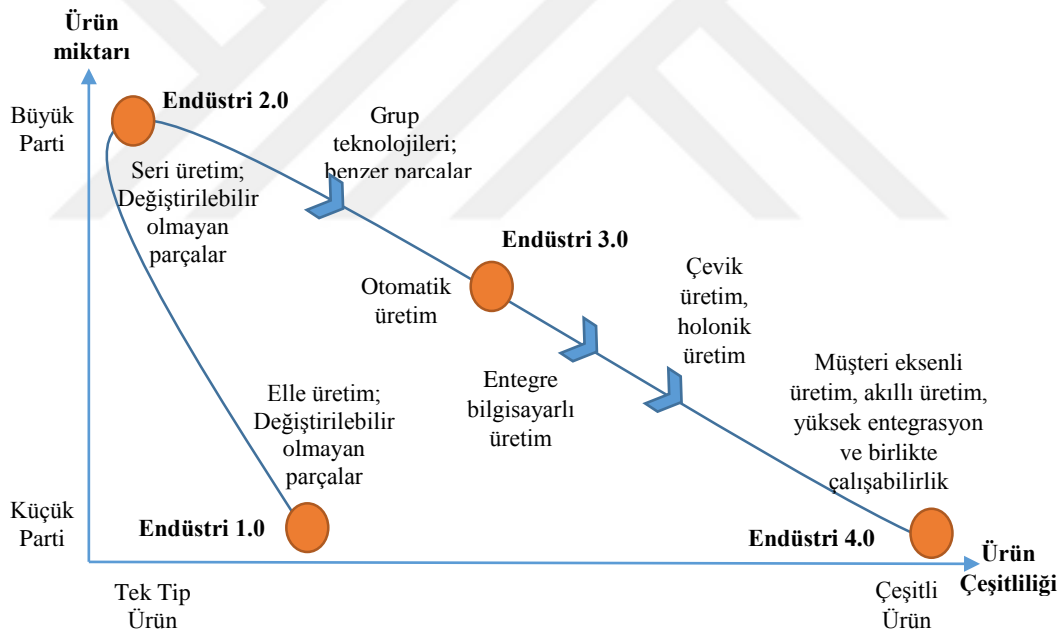 Ürün
miktarı
Büyük
Parti
Endüstri 2.0
Seri üretim;
Değiştirilebilir
olmayan
parçalar
Grup
teknolojileri;
benzer parçalar
Endüstri 3.0
Otomatik
üretim
Çevik
üretim,
holonik
üretim
Entegre
bilgisayarlı
üretim
Müşteri eksenli
üretim, akıllı üretim,
yüksek entegrasyon
ve birlikte
çalışabilirlik
Elle üretim;
Değiştirilebilir
olmayan
parçalar
Küçük
Parti
Endüstri 1.0
Endüstri 4.0
Ürün
Çeşitliliği
Tek Tip
Ürün
Çeşitli
Ürün